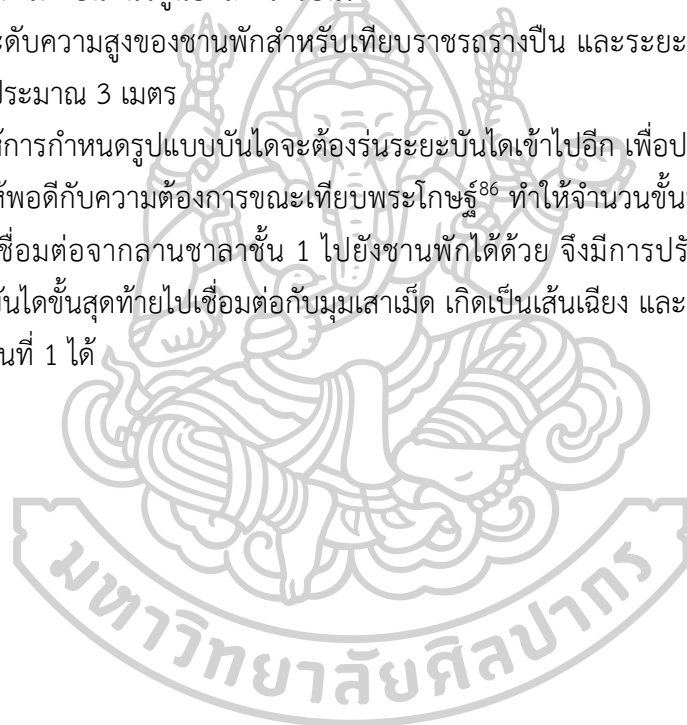 ระดับความสูงของชานพักสำหรับเทียบราชรถรางปืน และระยะ
ประมาณ 3 เมตร
ให้การกำหนดรูปแบบบันไดจะต้องร่นระยะบันไดเข้าไปอีก เพื่อป
ให้พอดีกับความต้องการขณะเทียบพระโกษฐ์86 ทำให้จำนวนขั้น
เชื่อมต่อจากลานชาลาชั้น 1 ไปยังชานพักได้ด้วย จึงมีการปรั
บันไดขั้นสุดท้ายไปเชื่อมต่อกับมุมเสาเม็ด เกิดเป็นเส้นเฉียง และ
นที่ 1 ได้
มหาวิทยาลัยศิลปากร